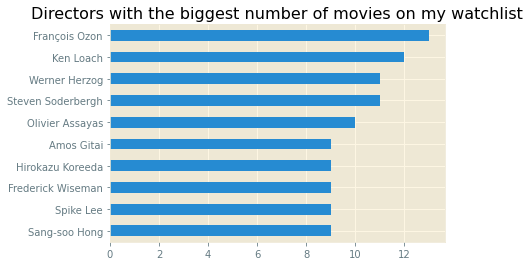 Directors with the biggest number of movies on my watchlist
François Ozon
Ken Loach
Werner Herzog
Steven Soderbergh
Olivier Assayas
Amos Gitai
Hirokazu Koreeda
Frederick Wiseman
Spike Lee
Sang-soo Hong
0 2 4 6 8 10 12